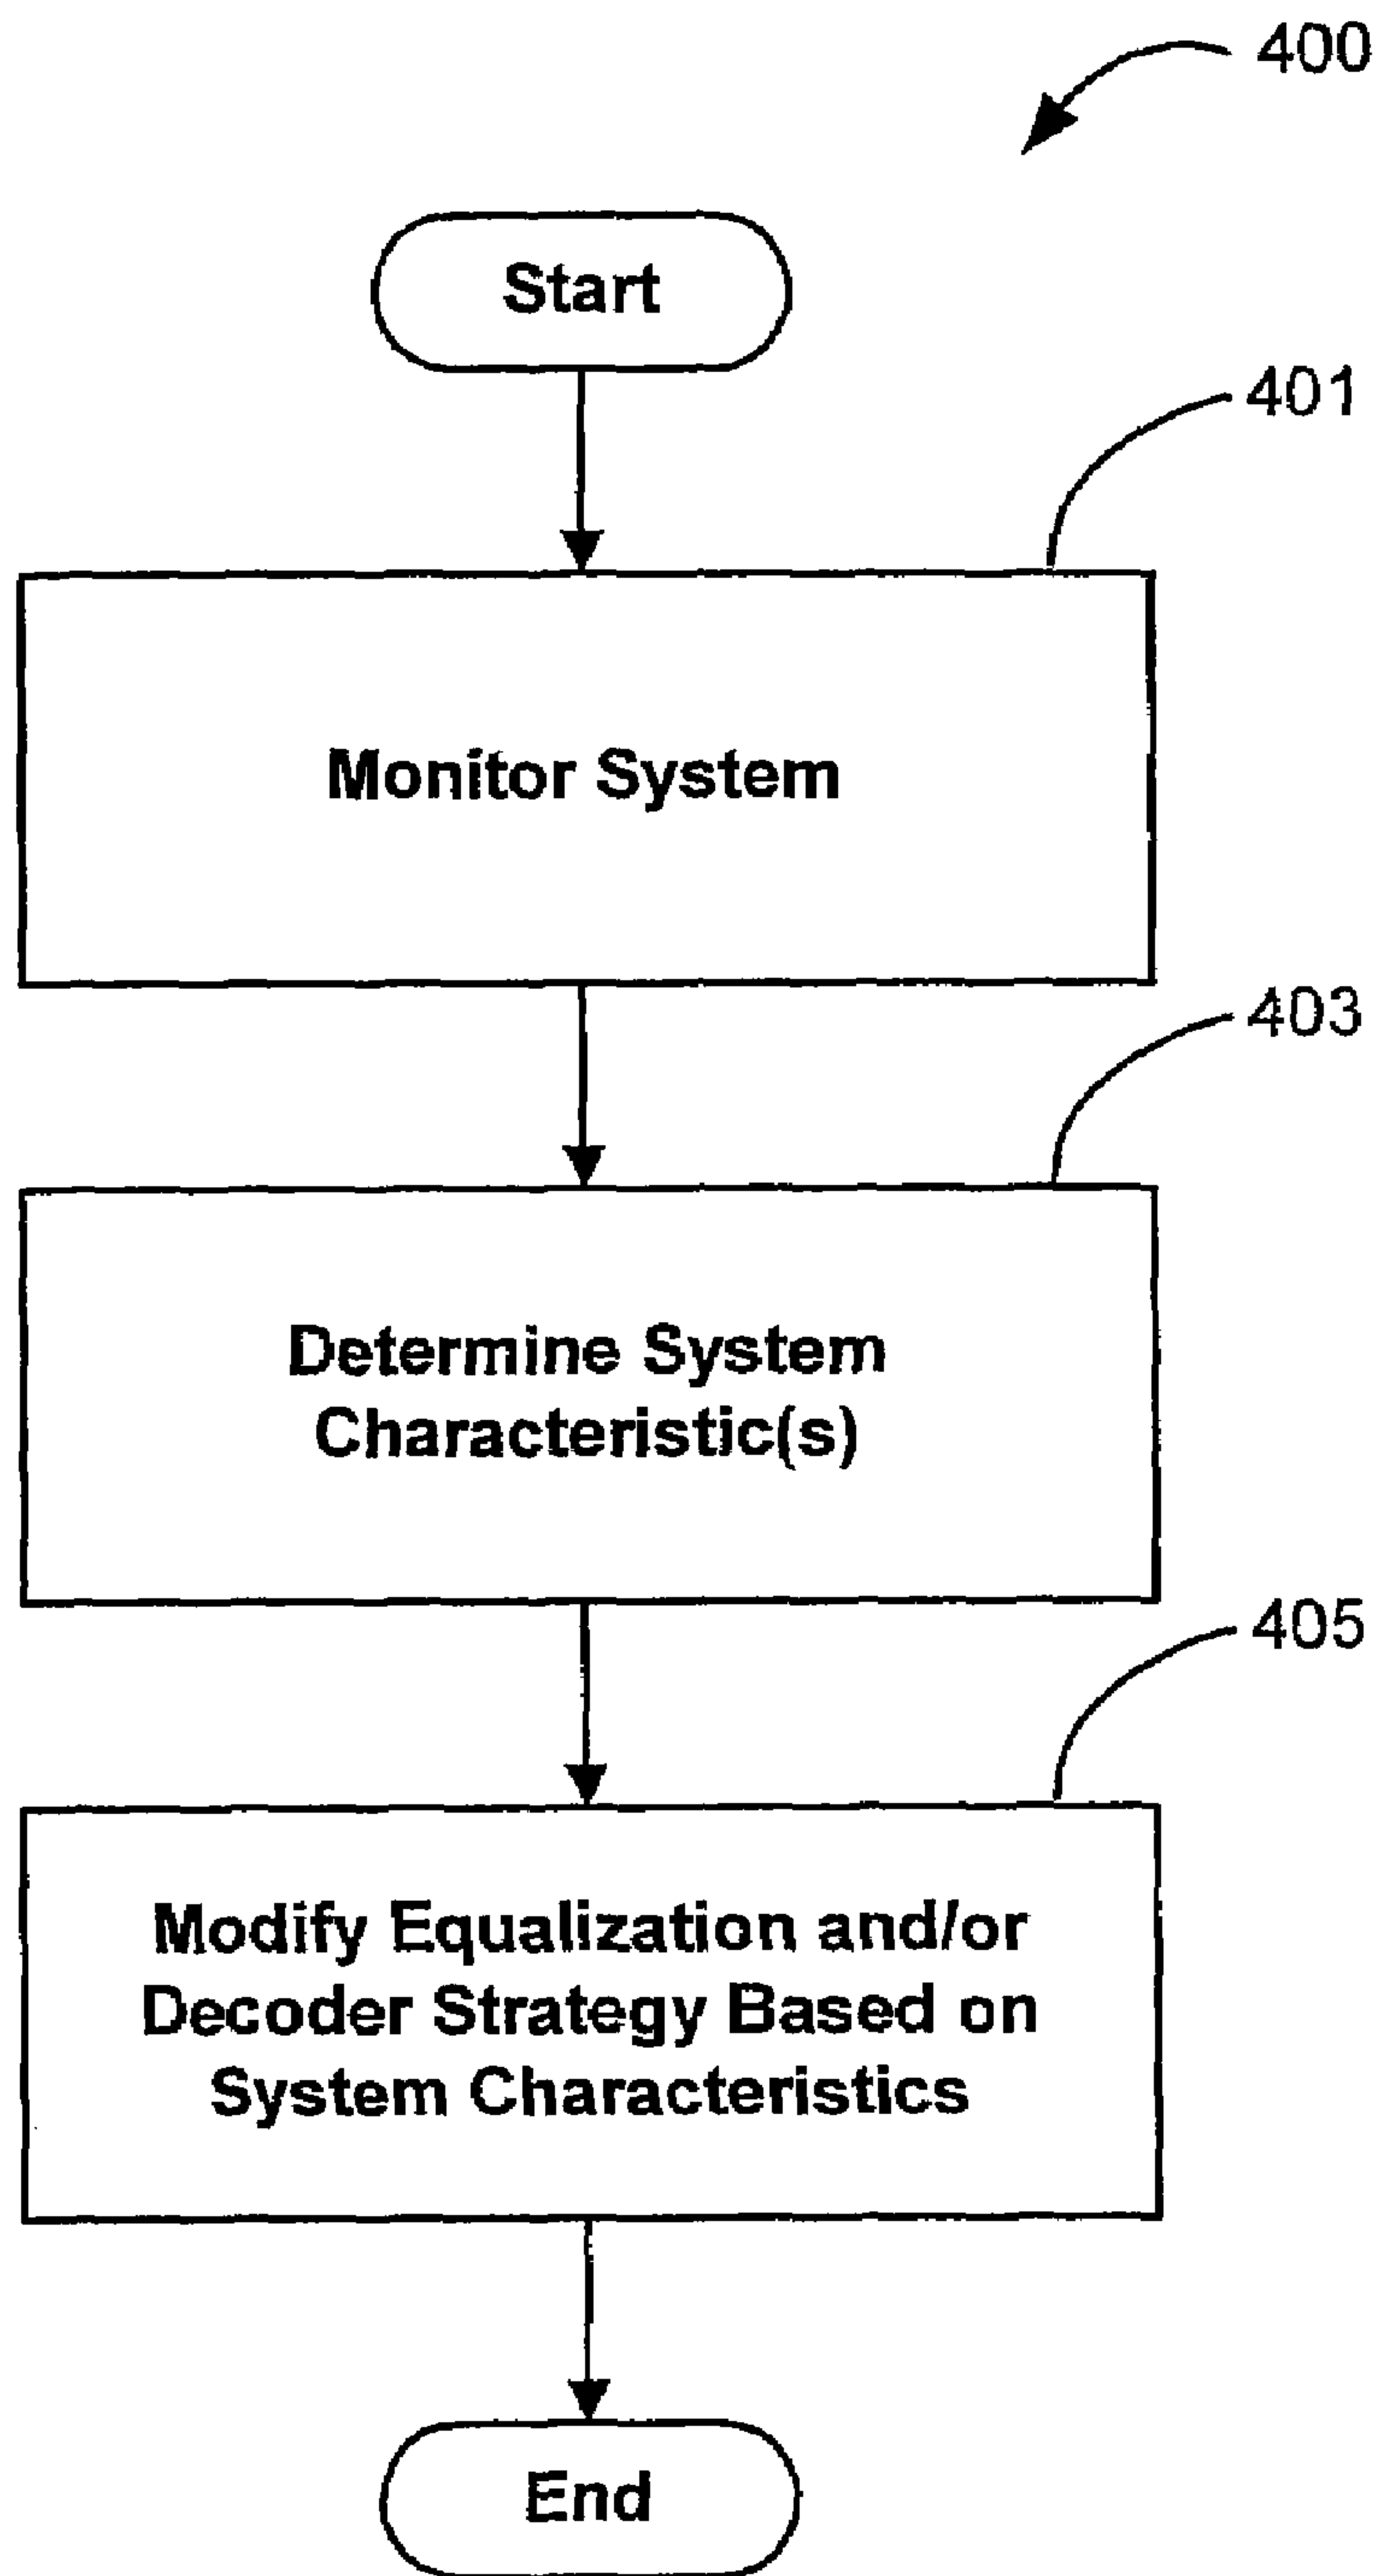 400
Start
401
Monitor System
403
Determine System
Characteristic(s)
405
Modify Equalization and/or
Decoder Strategy Based on
System Characteristics
End